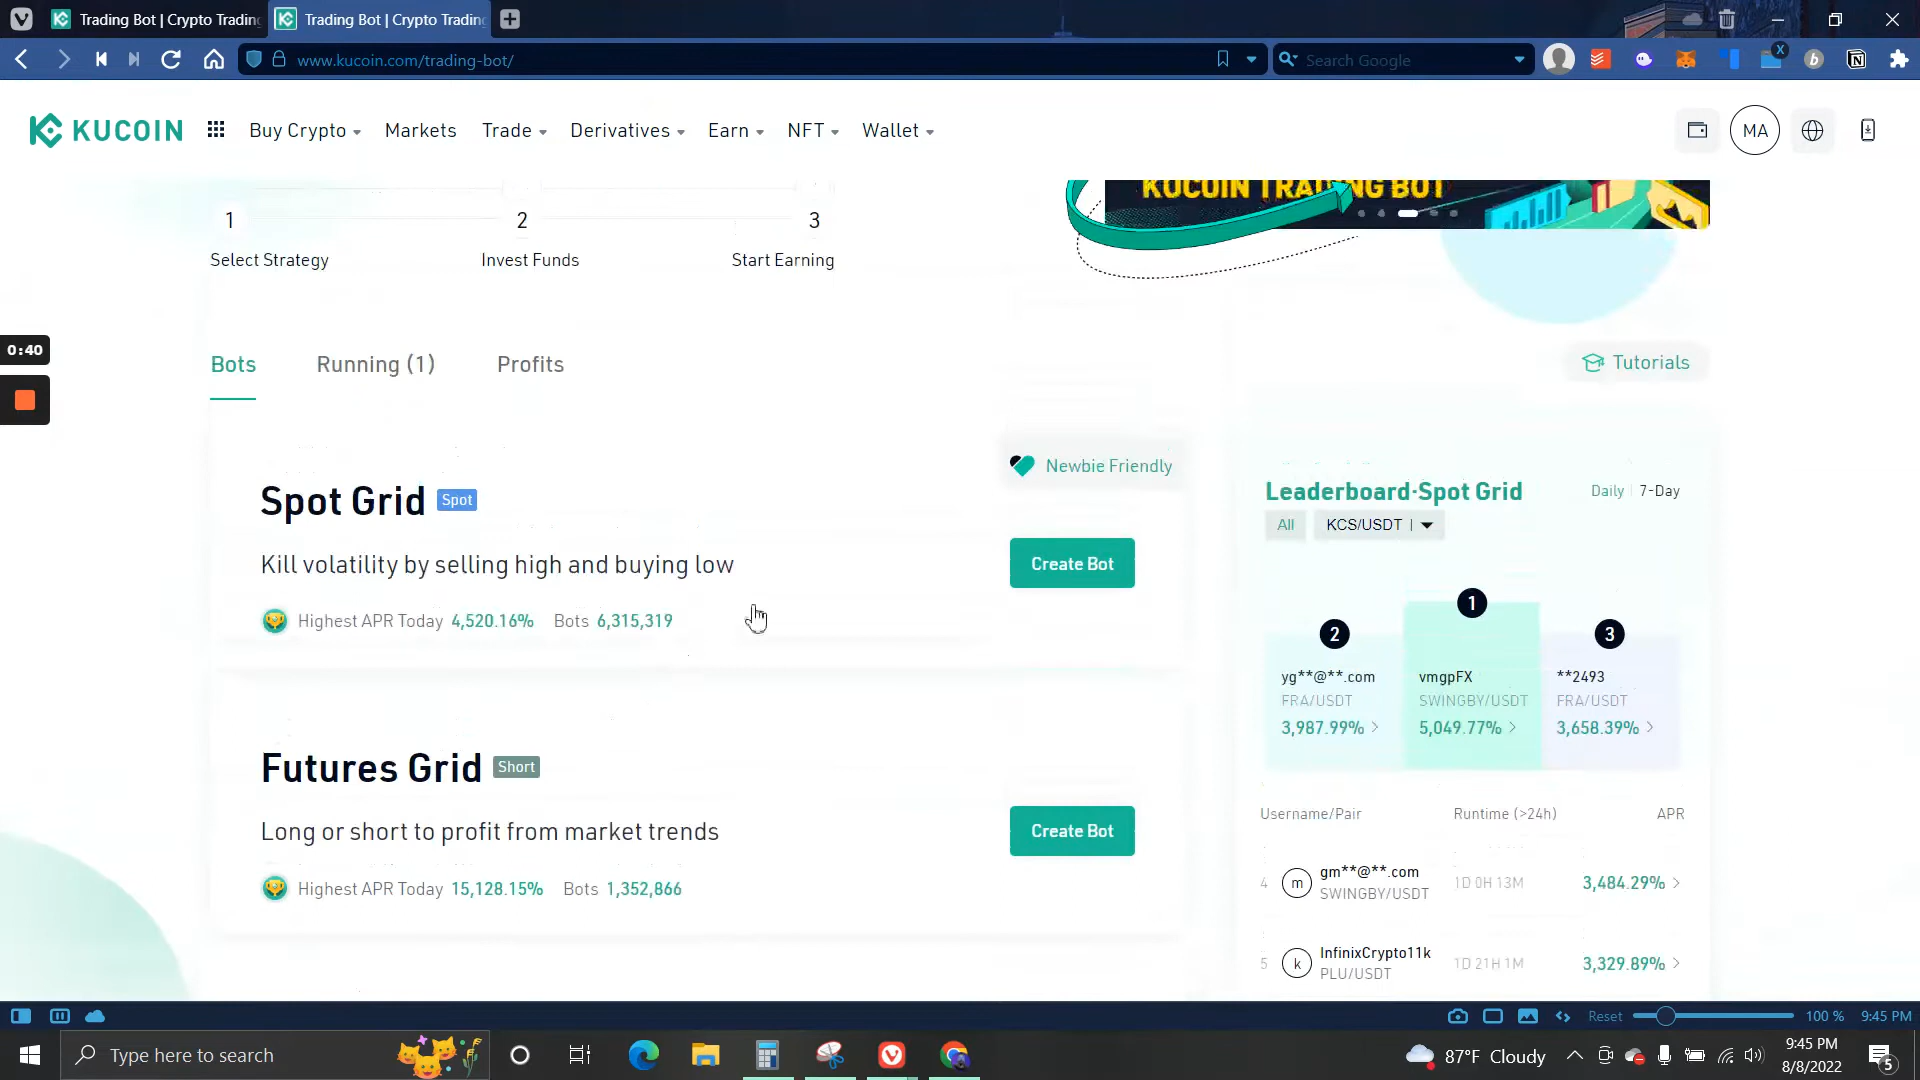 Trading Bot | Crypto Trading
Trading Bot | Crypto Trading
www.kucoin.com/trading-bot/
Search Google
X
KUCOIN
Buy Crypto
Markets
Trade
Derivatives
Earn
NFT
Wallet
MA
KUCOIN TRADING BOT
1
2
3
Select Strategy
Invest Funds
Start Earning
0:40
Bots
Running (1)
Profits
Tutorials
Newbie Friendly
Spot Grid Spot
Kill volatility by selling high and buying low
Create Bot
Highest APR Today 4,520.16% Bots 6,315,319
Futures Grid Short
Long or short to profit from market trends
Create Bot
Highest APR Today 15,128.15% Bots 1,352,866
Leaderboard·Spot Grid
Daily | 7-Day
All
KCS/USDT
1
2
3
yg**@**.com
vmgpFX
**2493
FRA/USDT
SWINGBY/USDT
FRA/USDT
3,987.99%
5,049.77%
3,658.39%
Username/Pair
Runtime (>24h)
APR
4 m gm**@**.com 1D 0H 13M 3,484.29%
SWINGBY/USDT
5 k InfinixCrypto11k 1D 21H 1M 3,329.89%
PLU/USDT
Reset
100 %
9:45 PM
Type here to search
87°F Cloudy
9:45 PM
8/8/2022
5